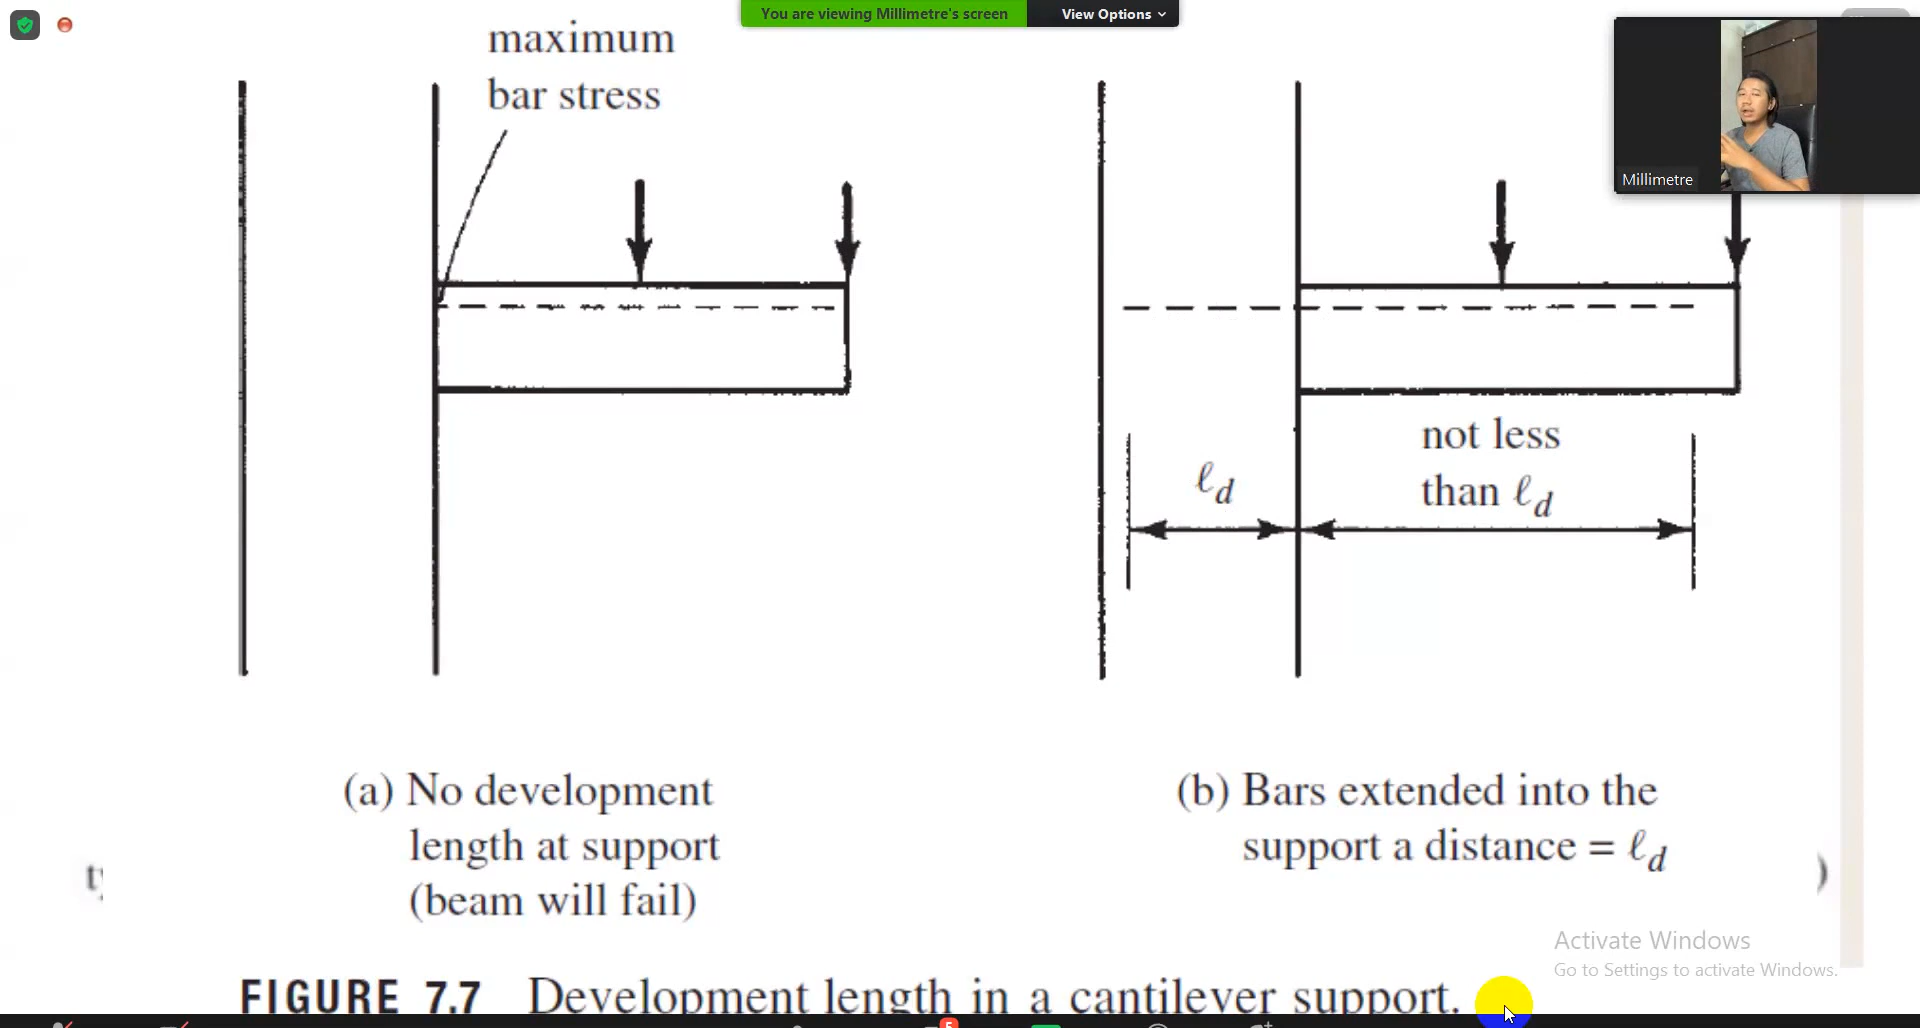 You are viewing Millimetre's screen
View Options
Millimetre
maximum
bar stress
ℓd
not less
than ℓd
(a) No development
length at support
(beam will fail)
(b) Bars extended into the
support a distance = ℓd
)
Activate Windows
Go to Settings to activate Windows.
FIGURE 7.7 Development length in a cantilever support.
5